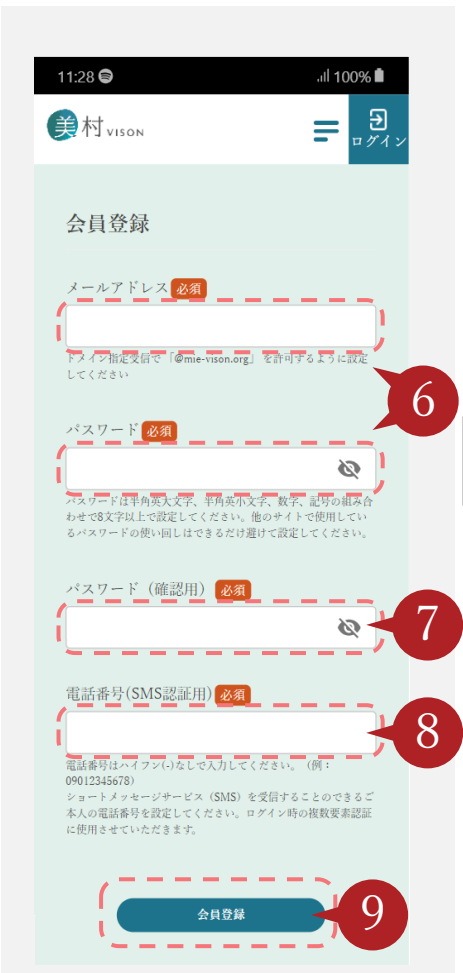 11:28
100%
美村 VISON
ログイン
会員登録
メールアドレス 必須
ドメイン指定受信で 「@mie-vison.org」 を許可するように設定
してください
6
パスワード 必須
パスワードは半角英大文字、半角英小文字、数字、記号の組み合
わせで8文字以上で設定してください。他のサイトで使用してい
るパスワードの使い回しはできるだけ避けて設定してください。
パスワード（確認用） 必須
7
電話番号(SMS認証用) 必須
8
電話番号はハイフン(-)なしで入力してください。（例：
09012345678）
ショートメッセージサービス（SMS）を受信することのできるご
本人の電話番号を設定してください。ログイン時の複数要素認証
に使用させていただきます。
会員登録
9